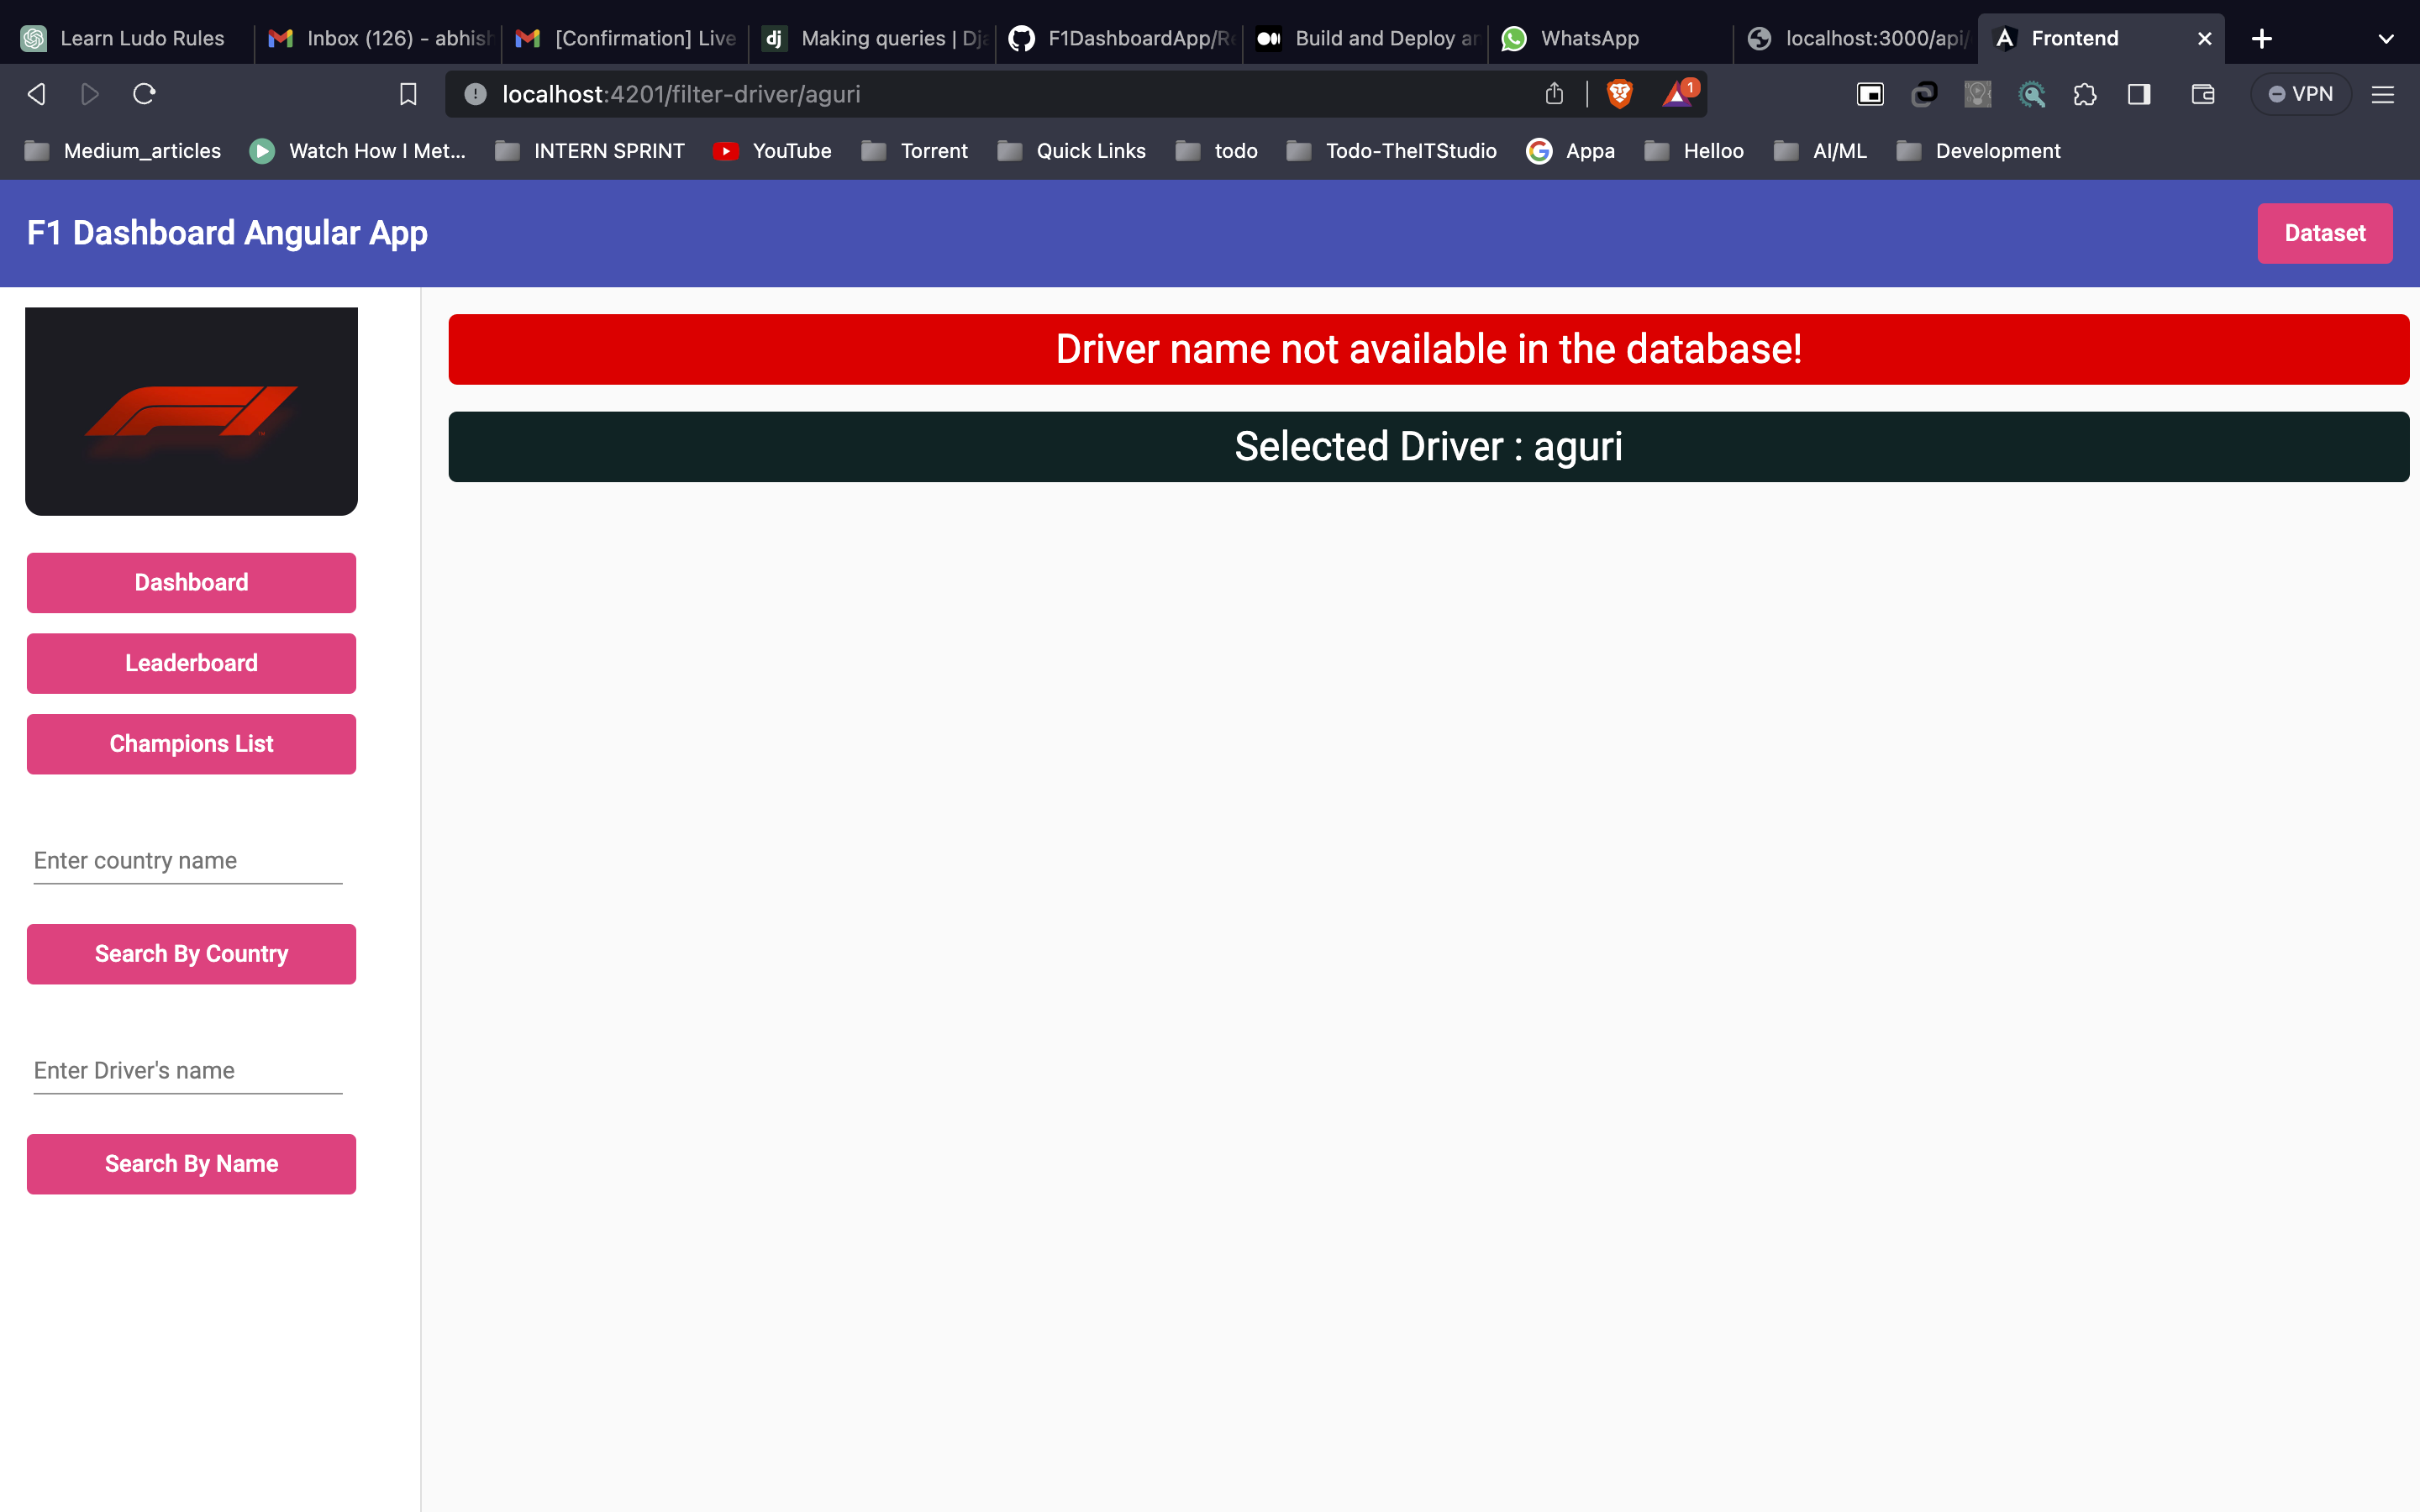 Learn Ludo Rules
Inbox (126) - abhish
[Confirmation] Live
dj Making queries | Dja
F1DashboardApp/Re
Build and Deploy an
WhatsApp
localhost:3000/api/
Frontend
localhost:4201/filter-driver/aguri
1
VPN
Medium_articles
Watch How I Met...
INTERN SPRINT
YouTube
Torrent
Quick Links
todo
Todo-TheITStudio
Appa
Helloo
AI/ML
Development
F1 Dashboard Angular App
Dataset
F1
Dashboard
Leaderboard
Champions List
Enter country name
Search By Country
Enter Driver's name
Search By Name
Driver name not available in the database!
Selected Driver : aguri